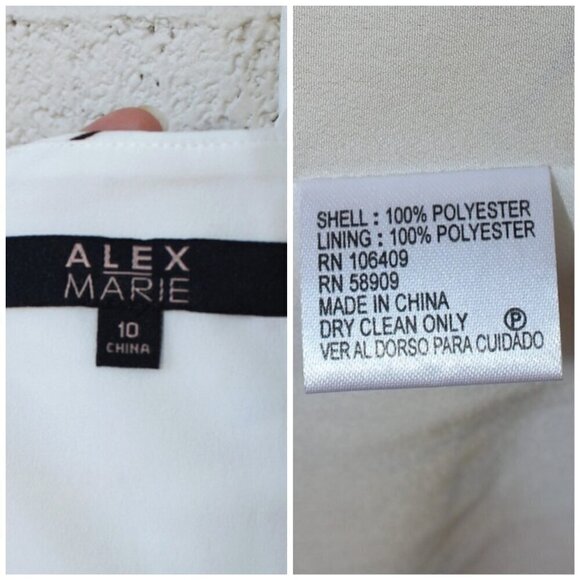 ALEX
MARIE
10
CHINA
SHELL : 100% POLYESTER
LINING : 100% POLYESTER
RN 106409
RN 58909
MADE IN CHINA
DRY CLEAN ONLY Ⓟ
VER AL DORSO PARA CUIDADO